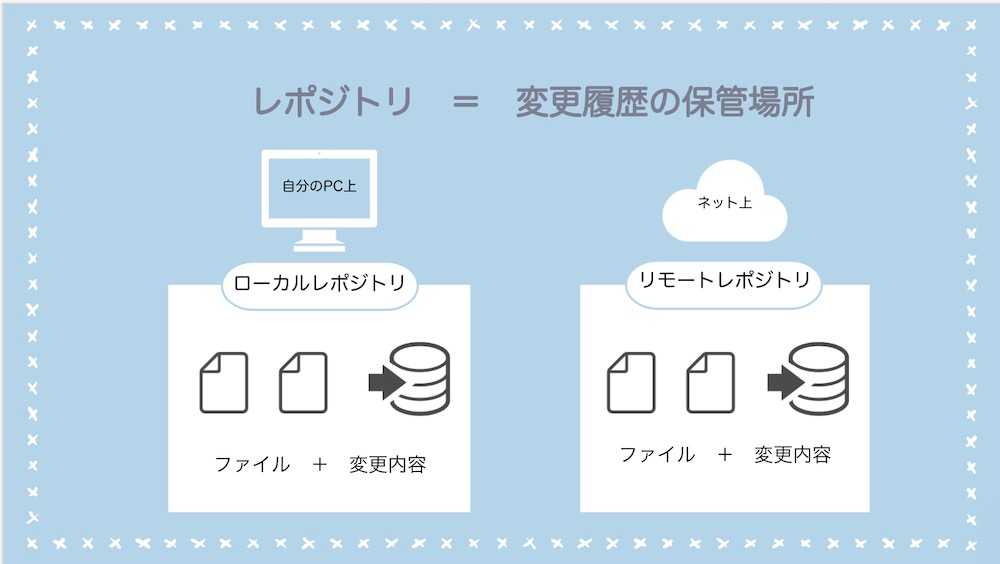 レポジトリ　＝　変更履歴の保管場所
自分のPC上
ローカルレポジトリ
ファイル　＋　変更内容
ネット上
リモートレポジトリ
ファイル　＋　変更内容